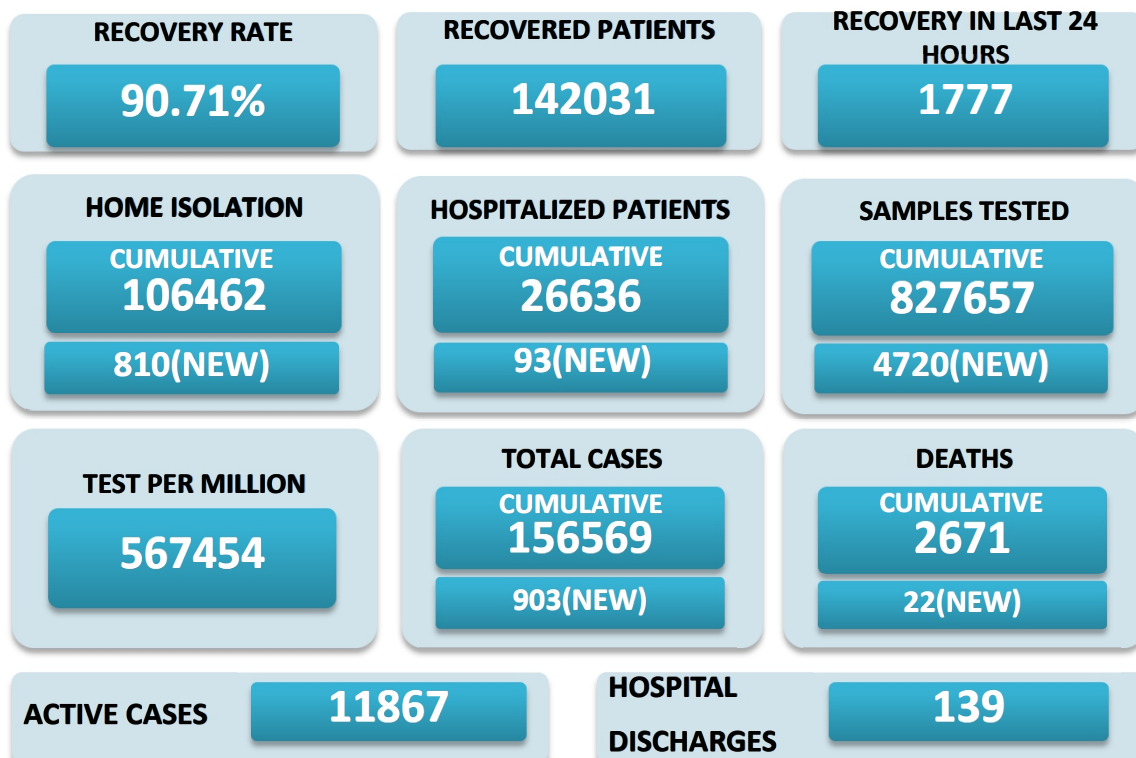 RECOVERY RATE
90.71%
RECOVERED PATIENTS
142031
RECOVERY IN LAST 24
HOURS
1777
HOME ISOLATION
CUMULATIVE
106462
810(NEW)
HOSPITALIZED PATIENTS
CUMULATIVE
26636
93(NEW)
SAMPLES TESTED
CUMULATIVE
827657
4720(NEW)
TEST PER MILLION
567454
TOTAL CASES
CUMULATIVE
156569
903(NEW)
DEATHS
CUMULATIVE
2671
22(NEW)
ACTIVE CASES
11867
HOSPITAL
DISCHARGES
139